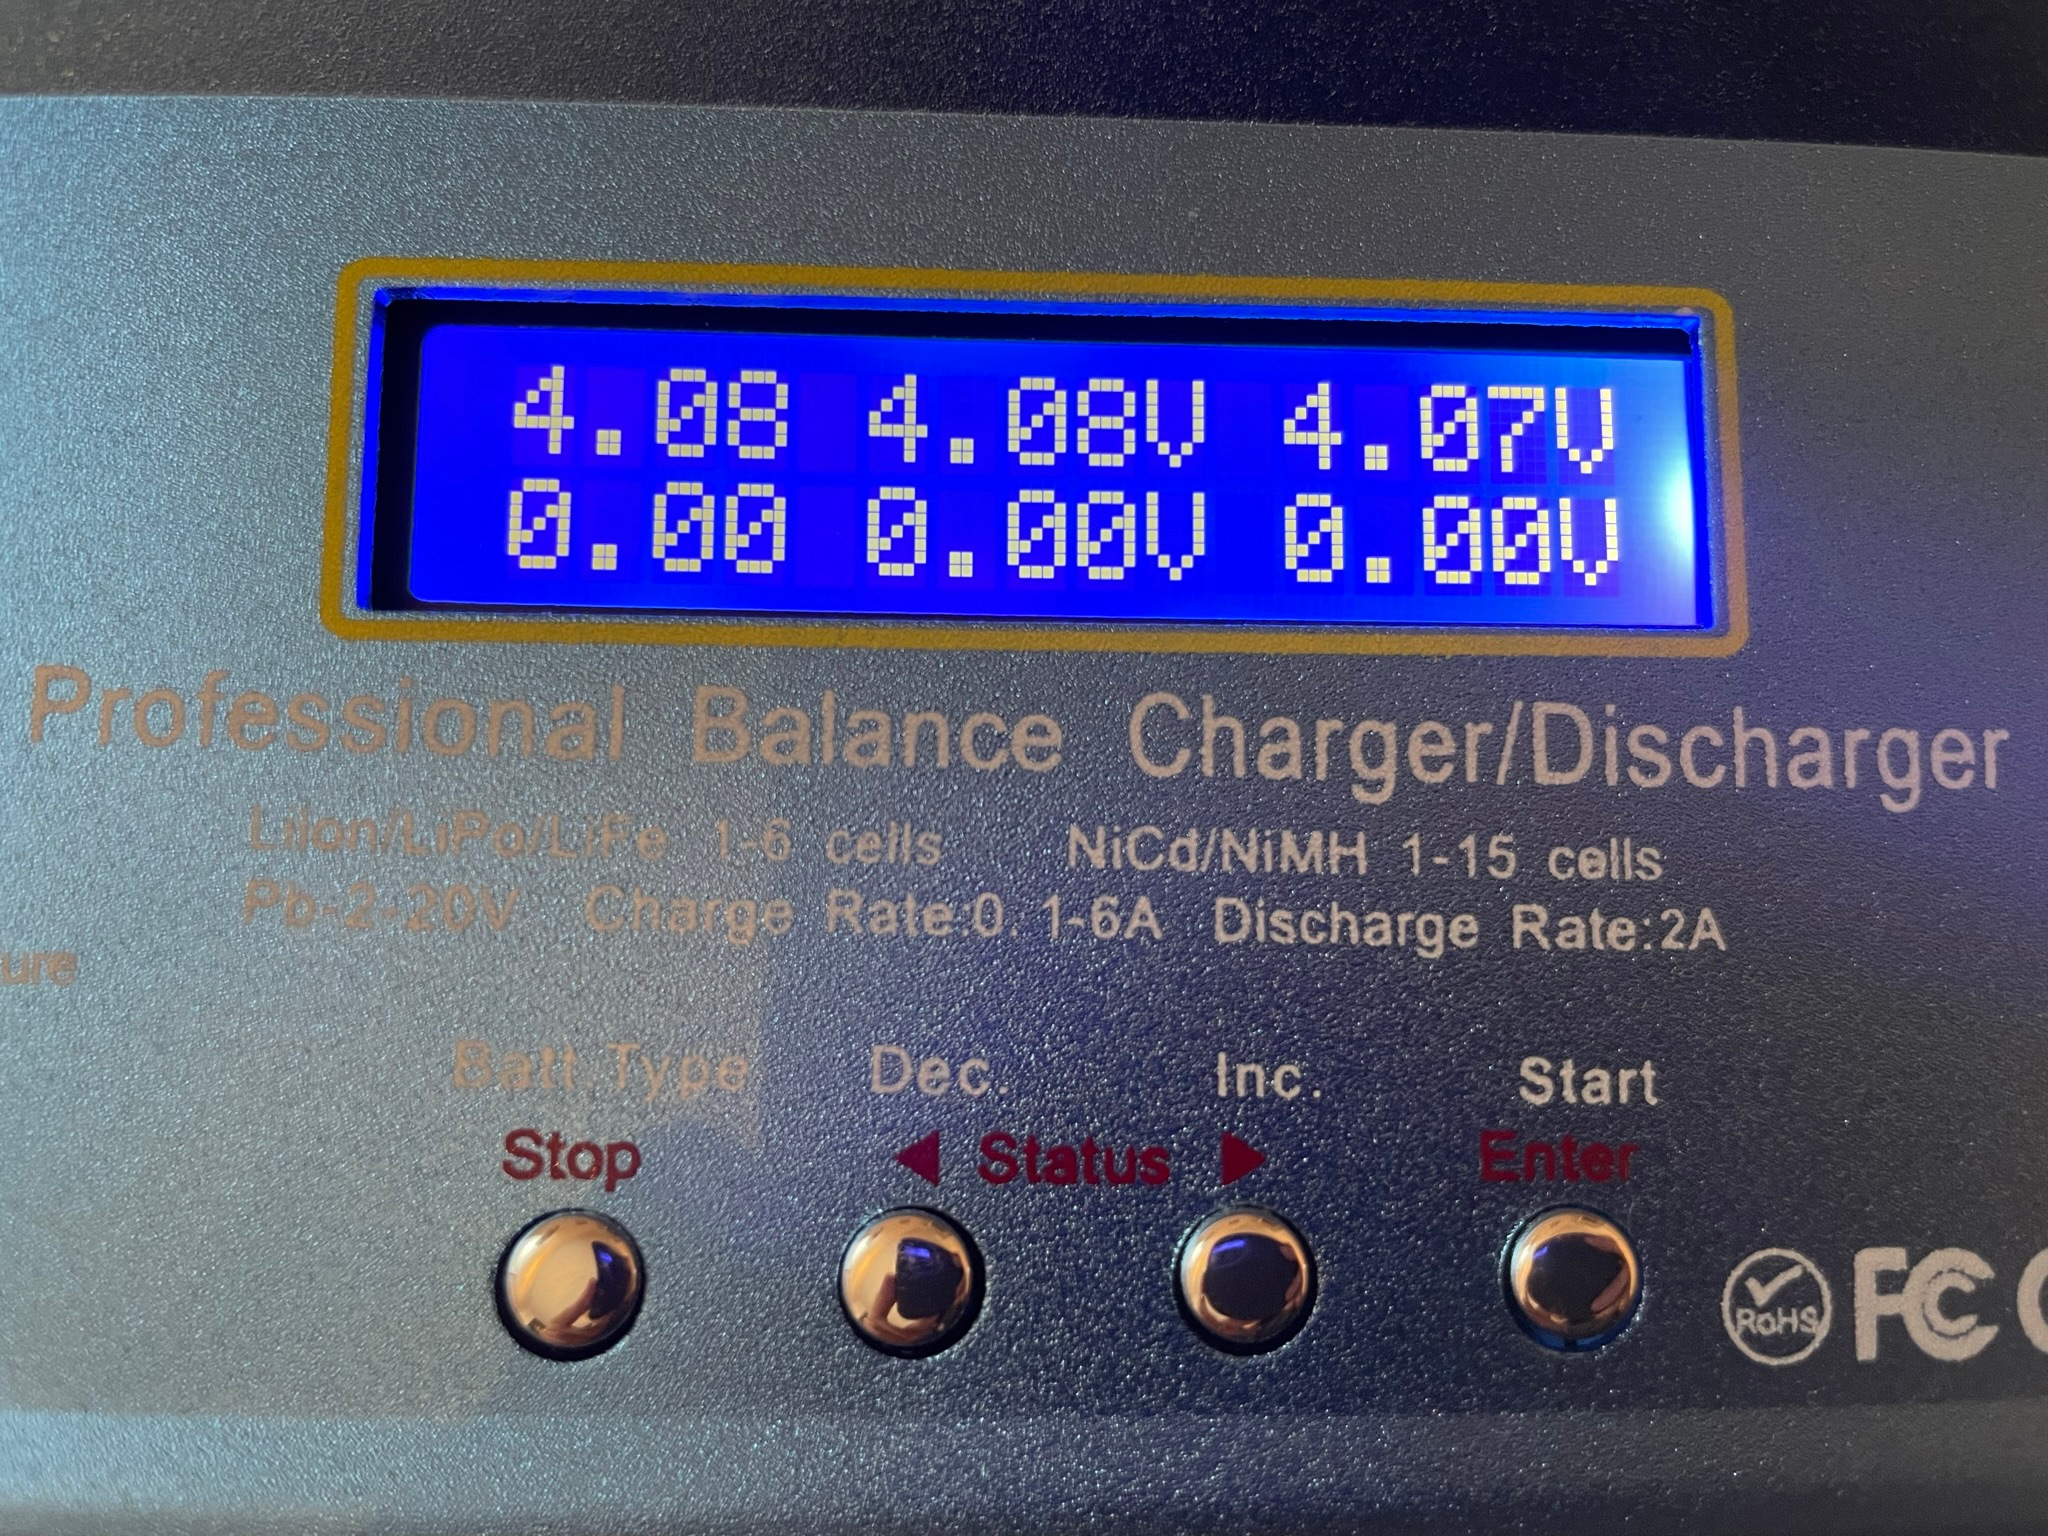 4.08 4.08V 4.07V
0.00 0.00V 0.00V
Professional Balance Charger/Discharger
LiIon/LiPo/LiFe 1-6 cells NiCd/NiMH 1-15 cells
Pb-2-20V Charge Rate:0. 1-6A Discharge Rate:2A
ure
Batt.Type Dec. Inc. Start
Stop ◀ Status ▶ Enter
RoHS FC